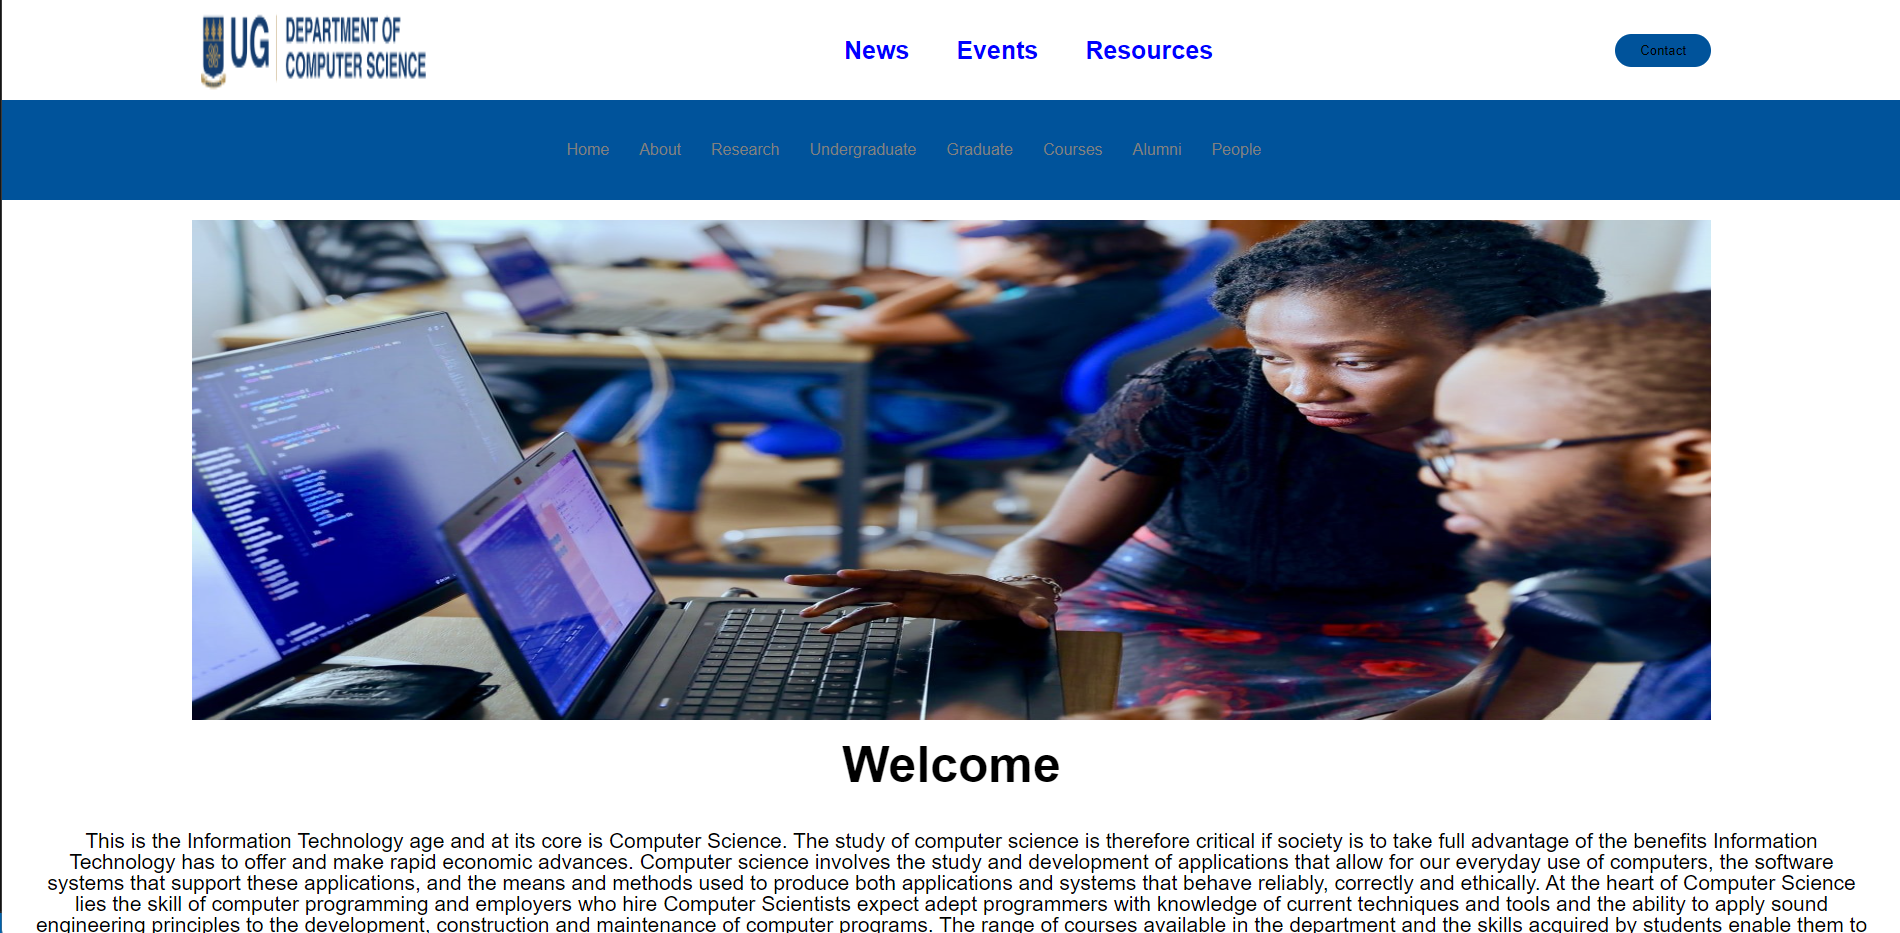 UG DEPARTMENT OF
COMPUTER SCIENCE
News Events Resources
Contact
Home About Research Undergraduate Graduate Courses Alumni People
Welcome
This is the Information Technology age and at its core is Computer Science. The study of computer science is therefore critical if society is to take full advantage of the benefits Information
Technology has to offer and make rapid economic advances. Computer science involves the study and development of applications that allow for our everyday use of computers, the software
systems that support these applications, and the means and methods used to produce both applications and systems that behave reliably, correctly and ethically. At the heart of Computer Science
lies the skill of computer programming and employers who hire Computer Scientists expect adept programmers with knowledge of current techniques and tools and the ability to apply sound
engineering principles to the development, construction and maintenance of computer programs. The range of courses available in the department and the skills acquired by students enable them to